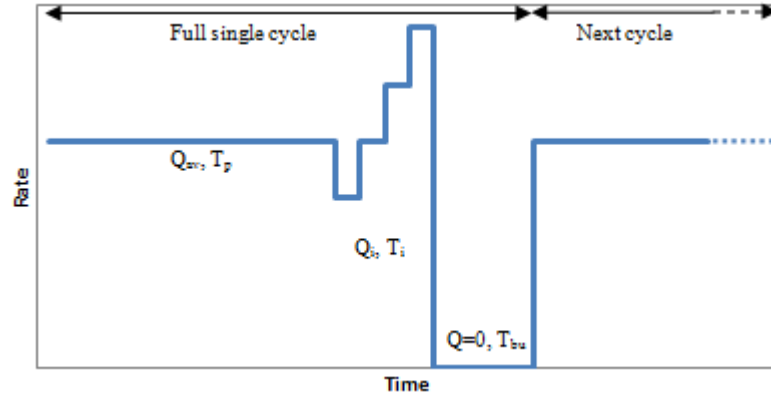 Full single cycle
Next cycle
Qav, Tp
Qi, Ti
Q=0, Tbu
Rate
Time